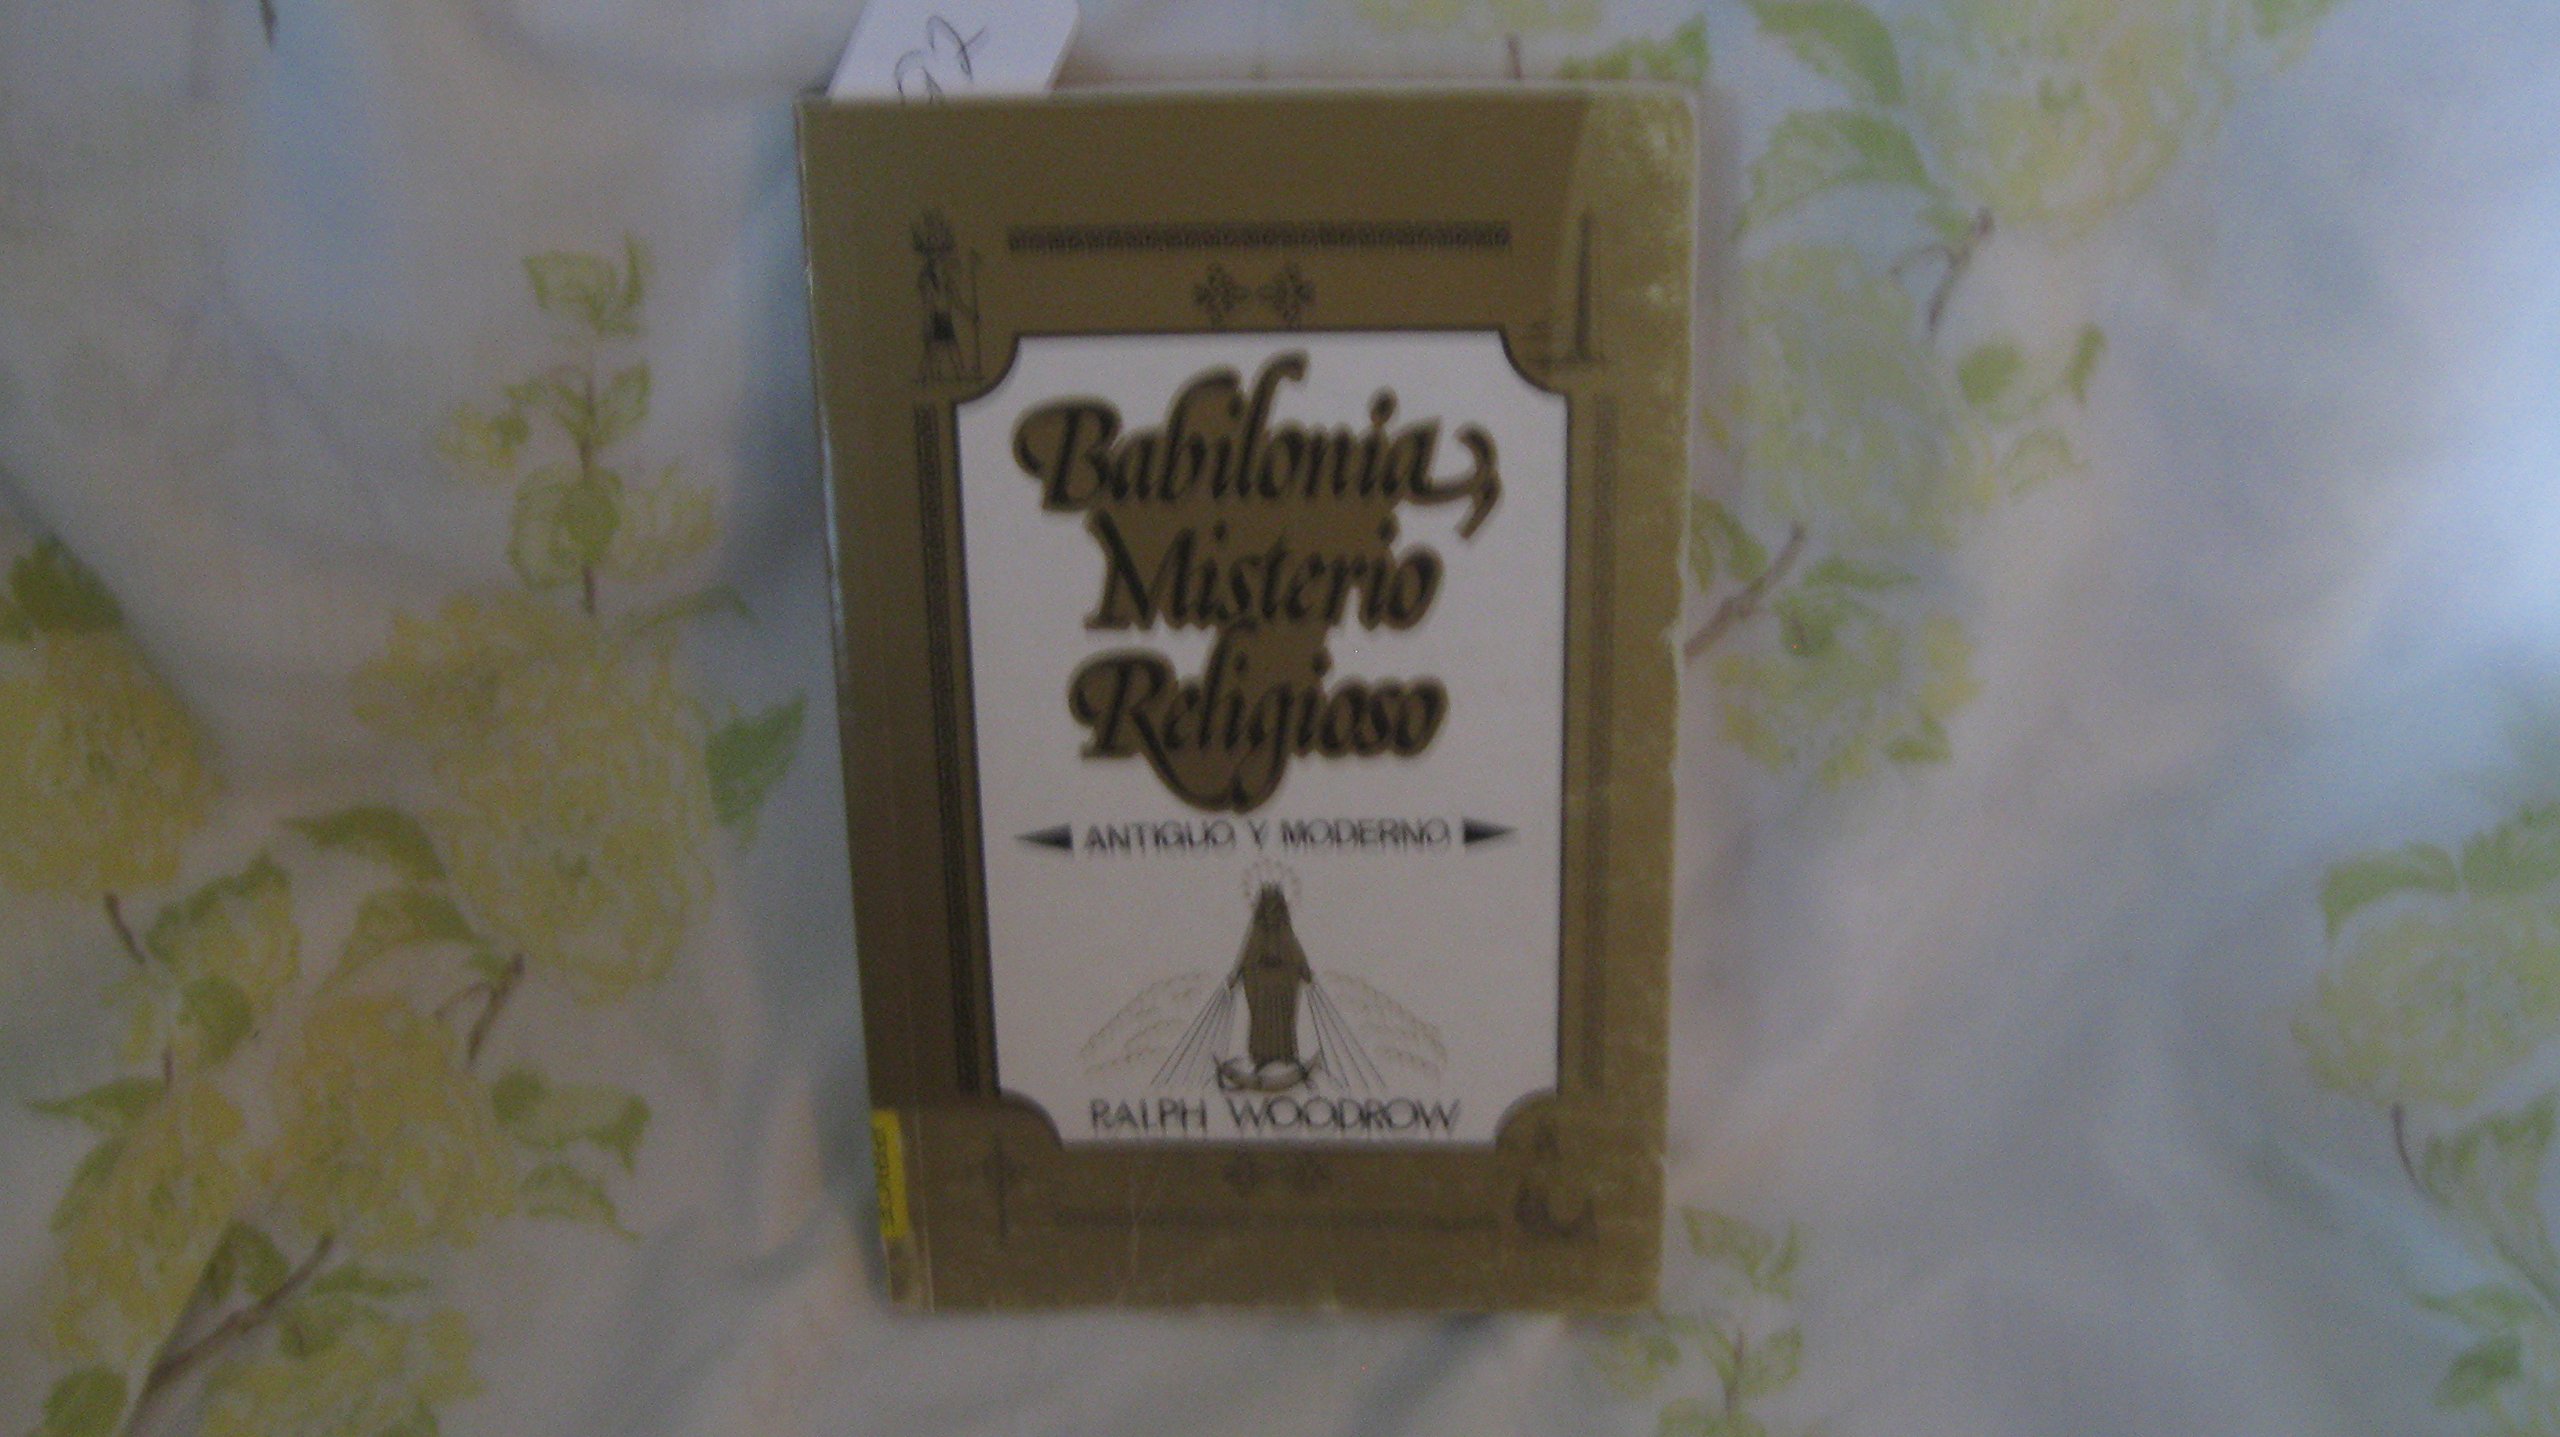 Babilonia,
Misterio
Religioso
ANTIGUO Y MODERNO
RALPH WOODROW